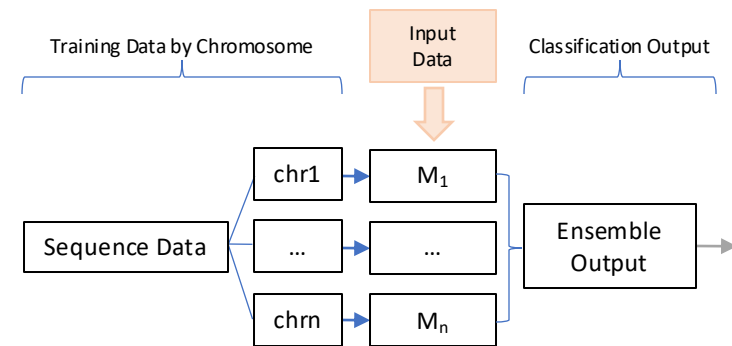 Training Data by Chromosome
Input
Data
Classification Output
chr1
M₁
Sequence Data
...
...
Ensemble
Output
chrn
Mₙ